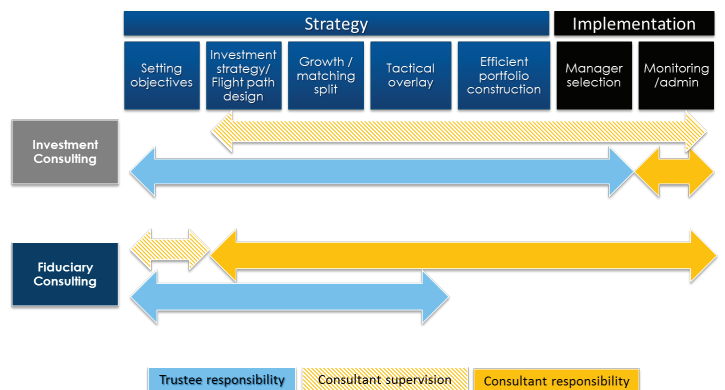 Strategy
Implementation
Setting
objectives
Investment
strategy/
Flight path
design
Growth /
matching
split
Tactical
overlay
Efficient
portfolio
construction
Manager
selection
Monitoring
/admin
Investment
Consulting
Fiduciary
Consulting
Trustee responsibility
Consultant supervision
Consultant responsibility